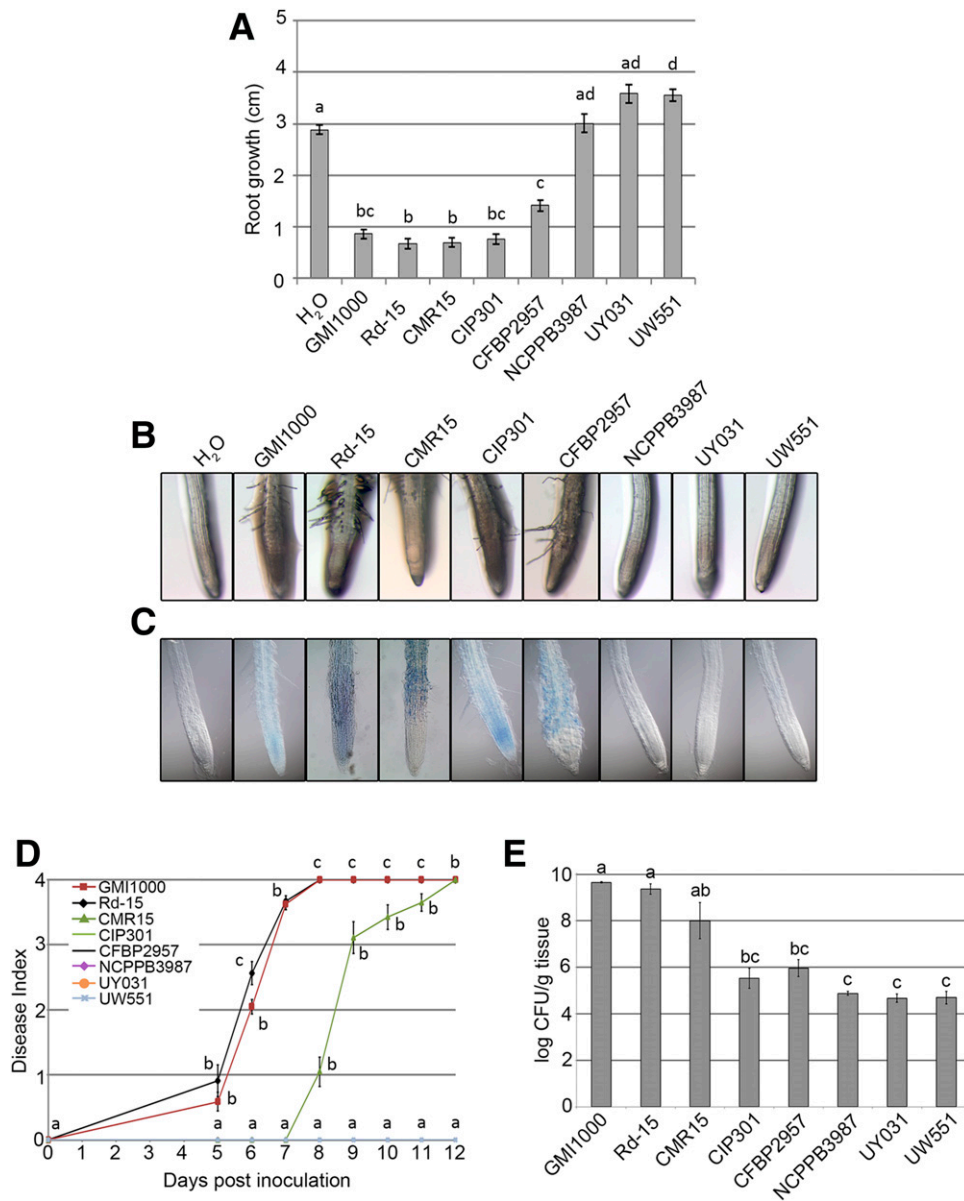 A
Root growth (cm)
5
4
3
2
1
0
a
bc
b
b
bc
c
ad
ad
d
H₂O
GMI1000
Rd-15
CMR15
CIP301
CFBP2957
NCPPB3987
UY031
UW551
B
H₂O
GMI1000
Rd-15
CMR15
CIP301
CFBP2957
NCPPB3987
UY031
UW551
C
D
Disease Index
4
3
2
1
0
GMI1000
Rd-15
CMR15
CIP301
CFBP2957
NCPPB3987
UY031
UW551
c c c c b
b
c
b
b
b
b
b
b
b
a a a a a a a a a
0 1 2 3 4 5 6 7 8 9 10 11 12
Days post inoculation
E
log CFU/g tissue
10
8
6
4
2
0
a
a
ab
bc
bc
c
c
c
GMI1000
Rd-15
CMR15
CIP301
CFBP2957
NCPPB3987
UY031
UW551